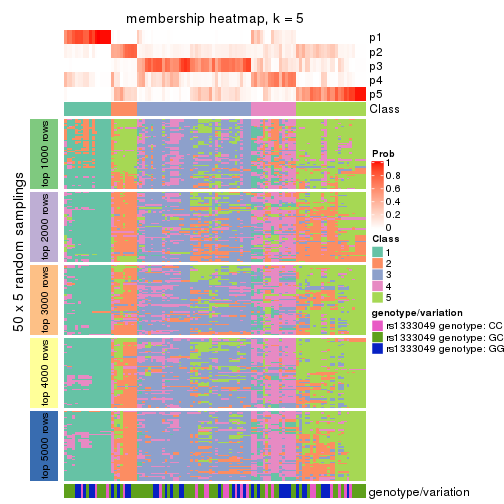 membership heatmap, k = 5
p1
p2
p3
p4
p5
Class
50 x 5 random samplings
top 1000 rows
top 2000 rows
top 3000 rows
top 4000 rows
top 5000 rows
genotype/variation
Prob
1
0.8
0.6
0.4
0.2
0
Class
1
2
3
4
5
genotype/variation
rs1333049 genotype: CC
rs1333049 genotype: GC
rs1333049 genotype: GG